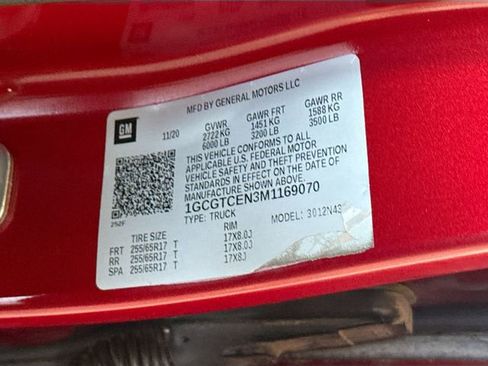 MFD BY GENERAL MOTORS LLC
GM
11/20
GVWR GAWR FRT GAWR RR
2722 KG 1451 KG 1588 KG
6000 LB 3200 LB 3500 LB
THIS VEHICLE CONFORMS TO ALL
APPLICABLE U.S. FEDERAL MOTOR
VEHICLE SAFETY AND THEFT PREVENTION
STANDARDS IN EFFECT ON THE DATE OF
MANUFACTURE SHOWN ABOVE.
1GCGTCEN3M1169070
TYPE: TRUCK MODEL: 3012N43
252F
TIRE SIZE RIM
FRT 255/65R17 T 17X8.0J
RR 255/65R17 T 17X8.0J
SPA 255/65R17 T 17X8J